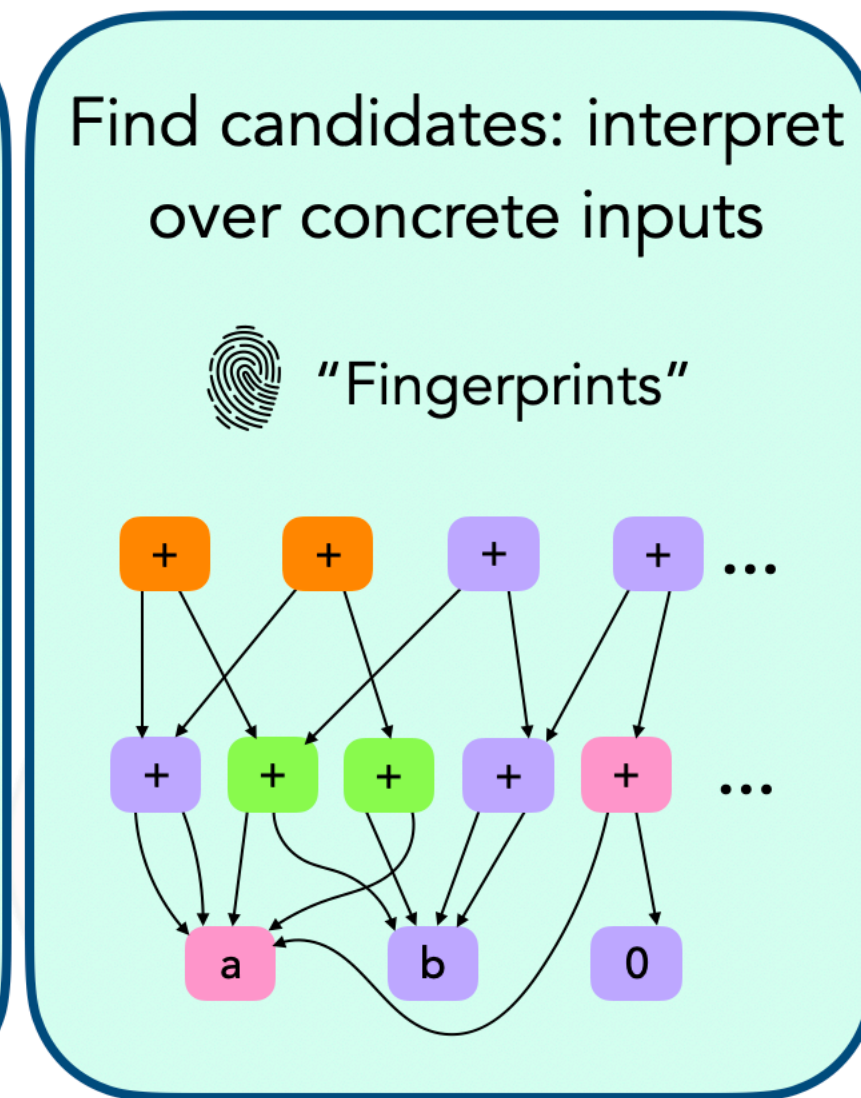 Find candidates: interpret
over concrete inputs
“Fingerprints”
+ + + + ...
+ + + + + ...
a b 0